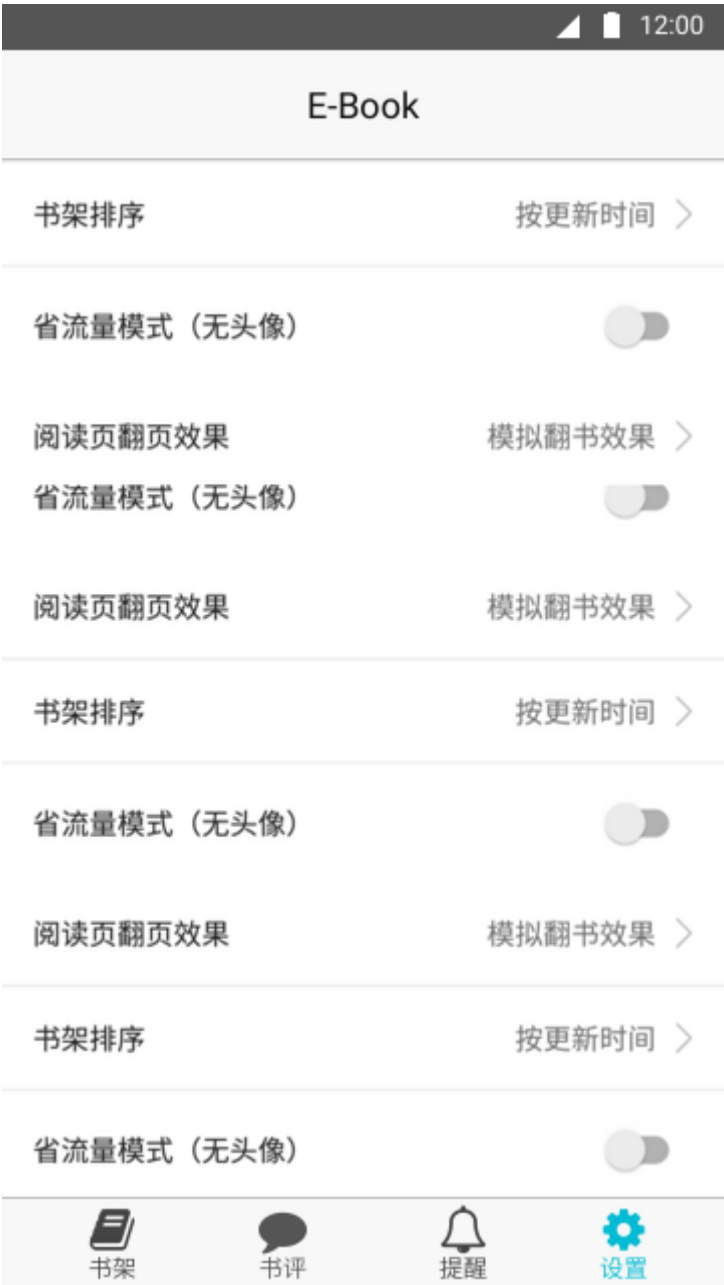 12:00
E-Book
书架排序 按更新时间
省流量模式（无头像）
阅读页翻页效果 模拟翻书效果
省流量模式（无头像）
阅读页翻页效果 模拟翻书效果
书架排序 按更新时间
省流量模式（无头像）
阅读页翻页效果 模拟翻书效果
书架排序 按更新时间
省流量模式（无头像）
书架 书评 提醒 设置